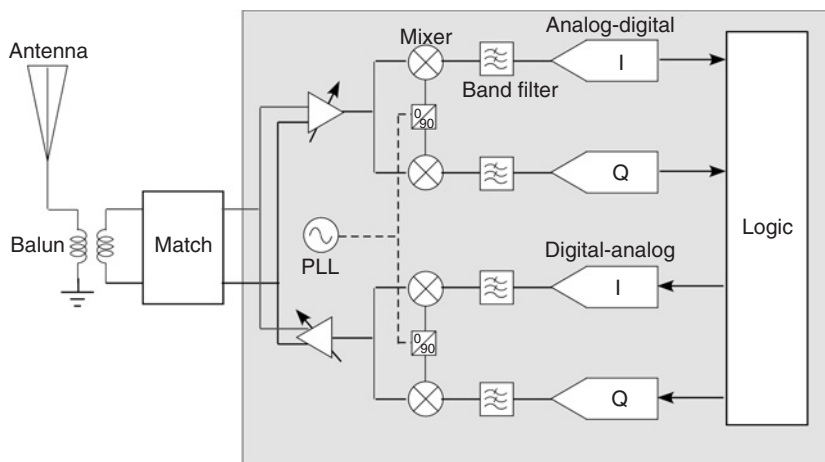 Antenna
Balun
Match
PLL
Mixer
0
90
0
90
Band filter
Analog-digital
I
Q
Digital-analog
I
Q
Logic